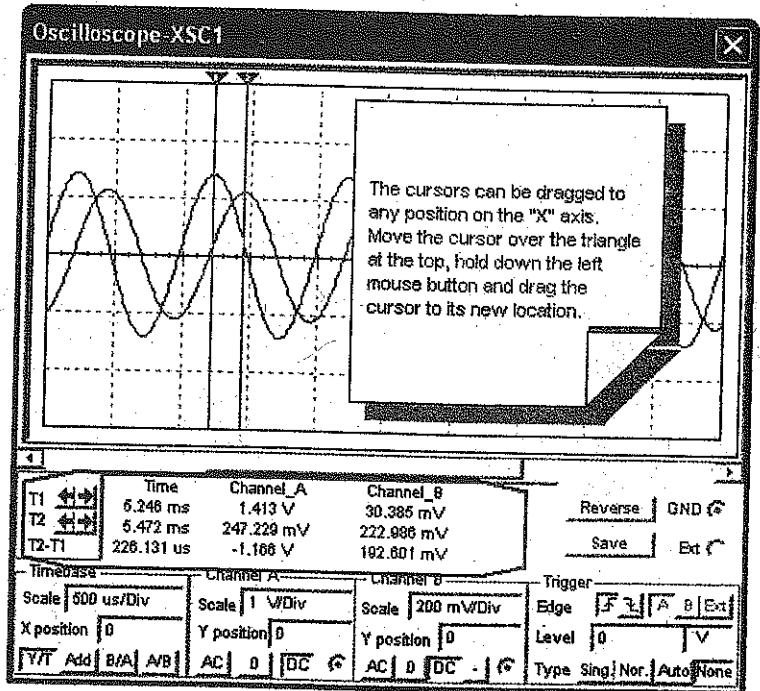 Oscilloscope-XSC1
The cursors can be dragged to
any position on the "X" axis.
Move the cursor over the triangle
at the top, hold down the left
mouse button and drag the
cursor to its new location.
Time Channel_A Channel_B
T1 5.246 ms 1.413 V 30.385 mV
T2 5.472 ms 247.229 mV 222.986 mV
T2-T1 226.131 us -1.166 V 192.601 mV
Reverse GND
Save Ext
Timebase Channel A Channel B Trigger
Scale 500 us/Div Scale 1 V/Div Scale 200 mV/Div Edge A B Ext
X position 0 Y position 0 Y position 0 Level 0 V
Y/T Add B/A A/B AC 0 DC AC 0 DC - Type Sing. Nor. Auto None